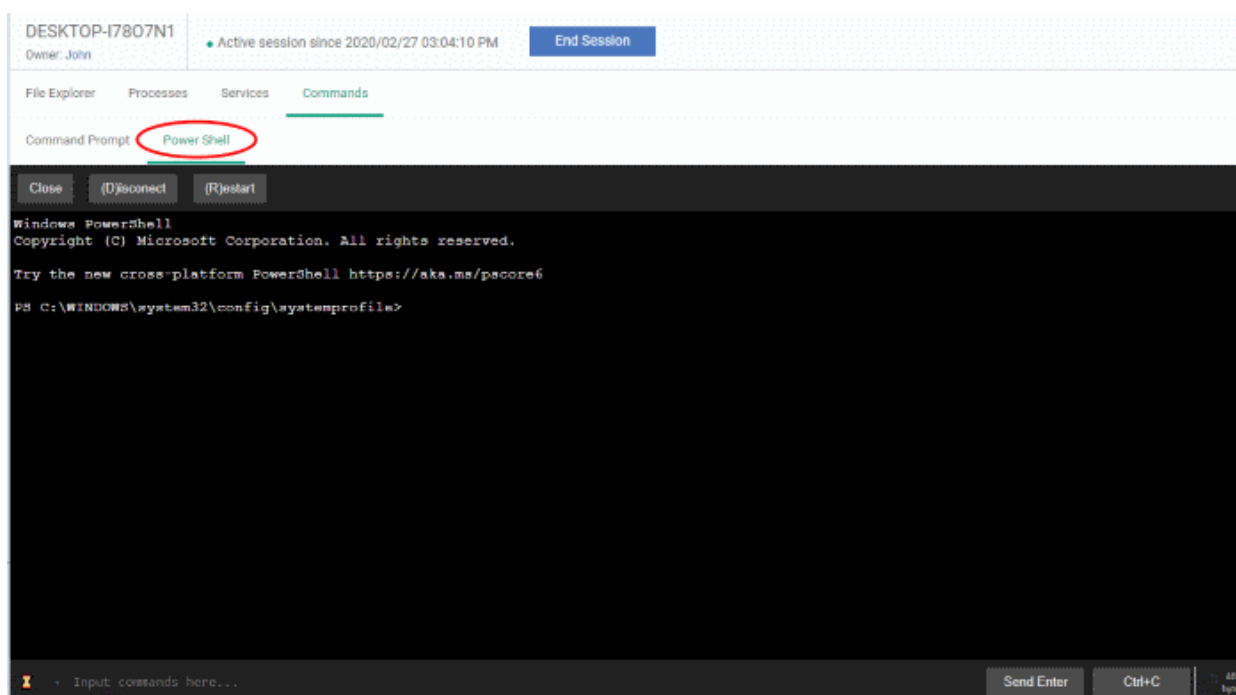 DESKTOP-I78O7N1
Owner: John
Active session since 2020/02/27 03:04:10 PM
End Session
File Explorer Processes Services Commands
Command Prompt Power Shell
Close (D)isconect (R)estart
Windows PowerShell
Copyright (C) Microsoft Corporation. All rights reserved.
Try the new cross-platform PowerShell https://aka.ms/pscore6
PS C:\WINDOWS\system32\config\systemprofile>
Input commands here...
Send Enter Ctrl+C